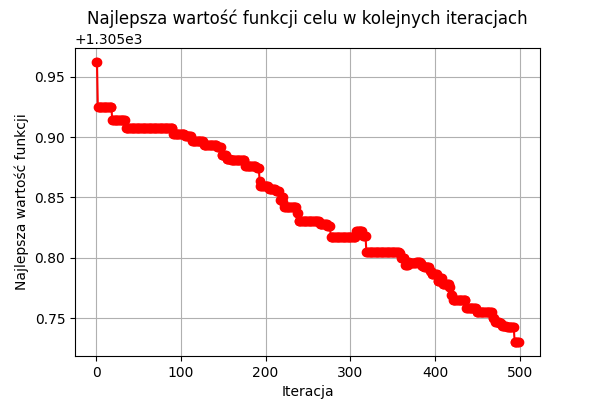 Najlepsza wartość funkcji celu w kolejnych iteracjach
+1.305e3
0.95
0.90
0.85
0.80
0.75
Najlepsza wartość funkcji
0 100 200 300 400 500
Iteracja